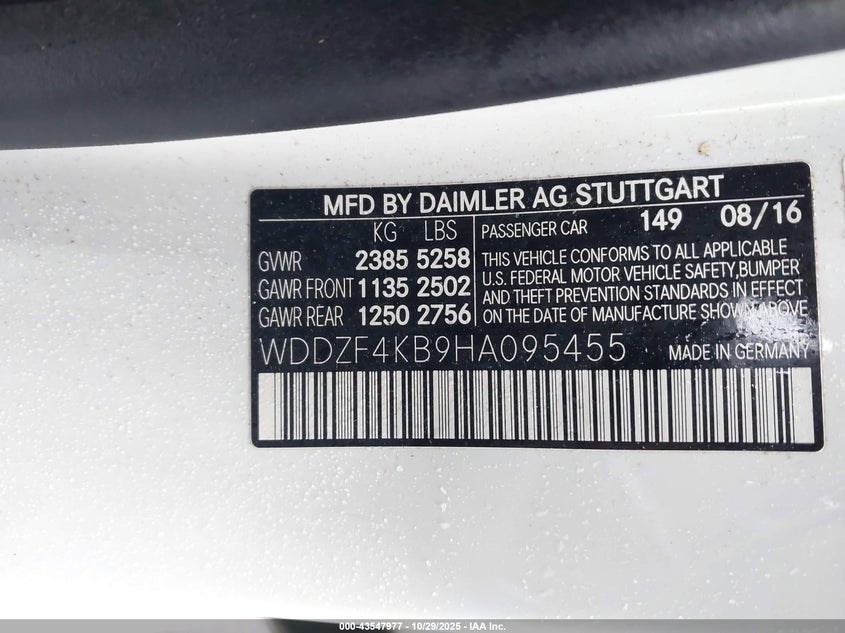 MFD BY DAIMLER AG STUTTGART
KG LBS
GVWR 2385 5258
GAWR FRONT 1135 2502
GAWR REAR 1250 2756
PASSENGER CAR 149 08/16
THIS VEHICLE CONFORMS TO ALL APPLICABLE
U.S. FEDERAL MOTOR VEHICLE SAFETY,BUMPER
AND THEFT PREVENTION STANDARDS IN EFFECT
ON THE DATE OF MANUFACTURE SHOWN ABOVE
WDDZF4KB9HA095455 MADE IN GERMANY
000-43547977 - 10/29/2025 - IAA Inc.